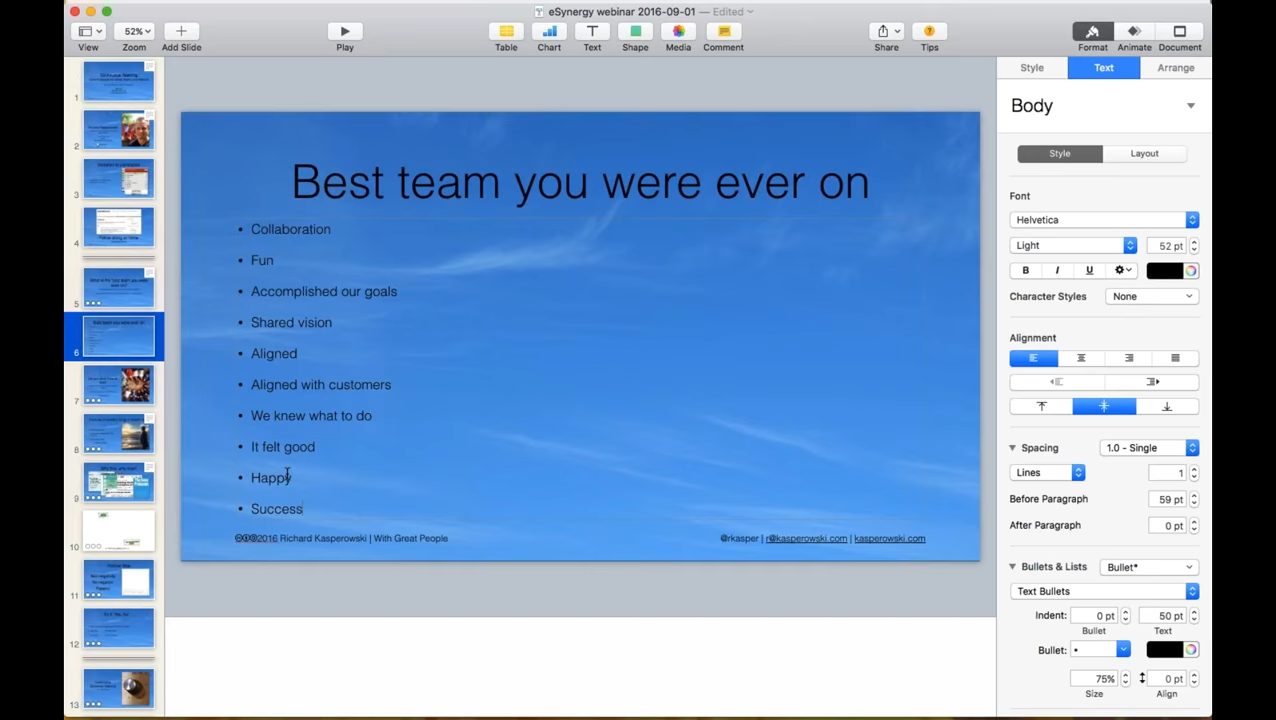 eSynergy webinar 2016-09-01 — Edited
52%
View
Zoom
Add Slide
Play
Table
Chart
Text
Shape
Media
Comment
Share
Tips
Format
Animate
Document
Style
Text
Arrange
Body
Style
Layout
Font
Helvetica
Light
52 pt
B I U
Character Styles
None
Alignment
Spacing
1.0 - Single
Lines
1
Before Paragraph
59 pt
After Paragraph
0 pt
Bullets & Lists
Bullet*
Text Bullets
Indent:
0 pt
50 pt
Bullet
Text
Bullet:
•
75%
0 pt
Size
Align
1
2
3
4
5
6
7
8
9
10
11
12
13
Best team you were ever on
• Collaboration
• Fun
• Accomplished our goals
• Shared vision
• Aligned
• Aligned with customers
• We knew what to do
• It felt good
• Happy
• Success
2016 Richard Kasperowski | With Great People
@rkasper | r@kasperowski.com | kasperowski.com